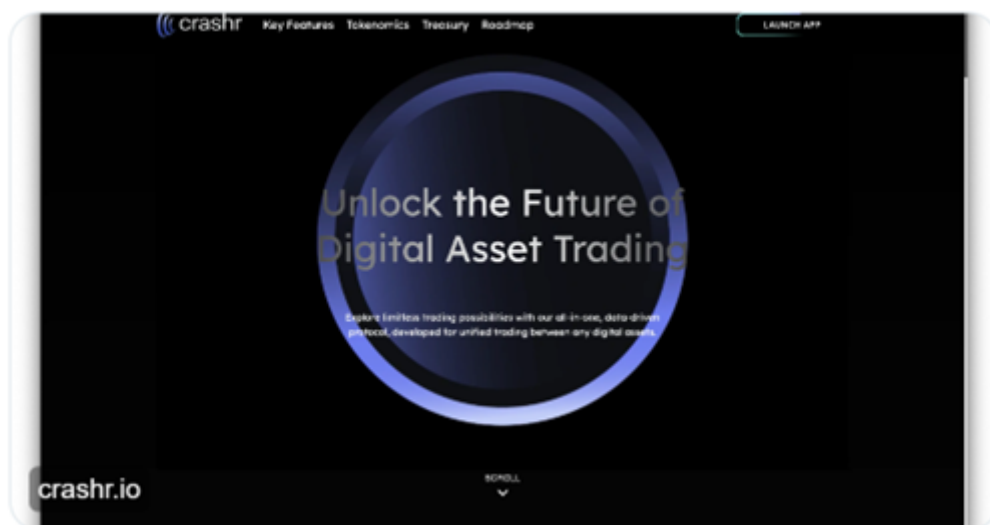 crashr Key Features Tokenomics Treasury Roadmap LAUNCH APP
Unlock the Future of
Digital Asset Trading
Explore limitless trading possibilities with our all-in-one, data-driven
protocol, developed for unified trading between any digital assets.
SCROLL
crashr.io